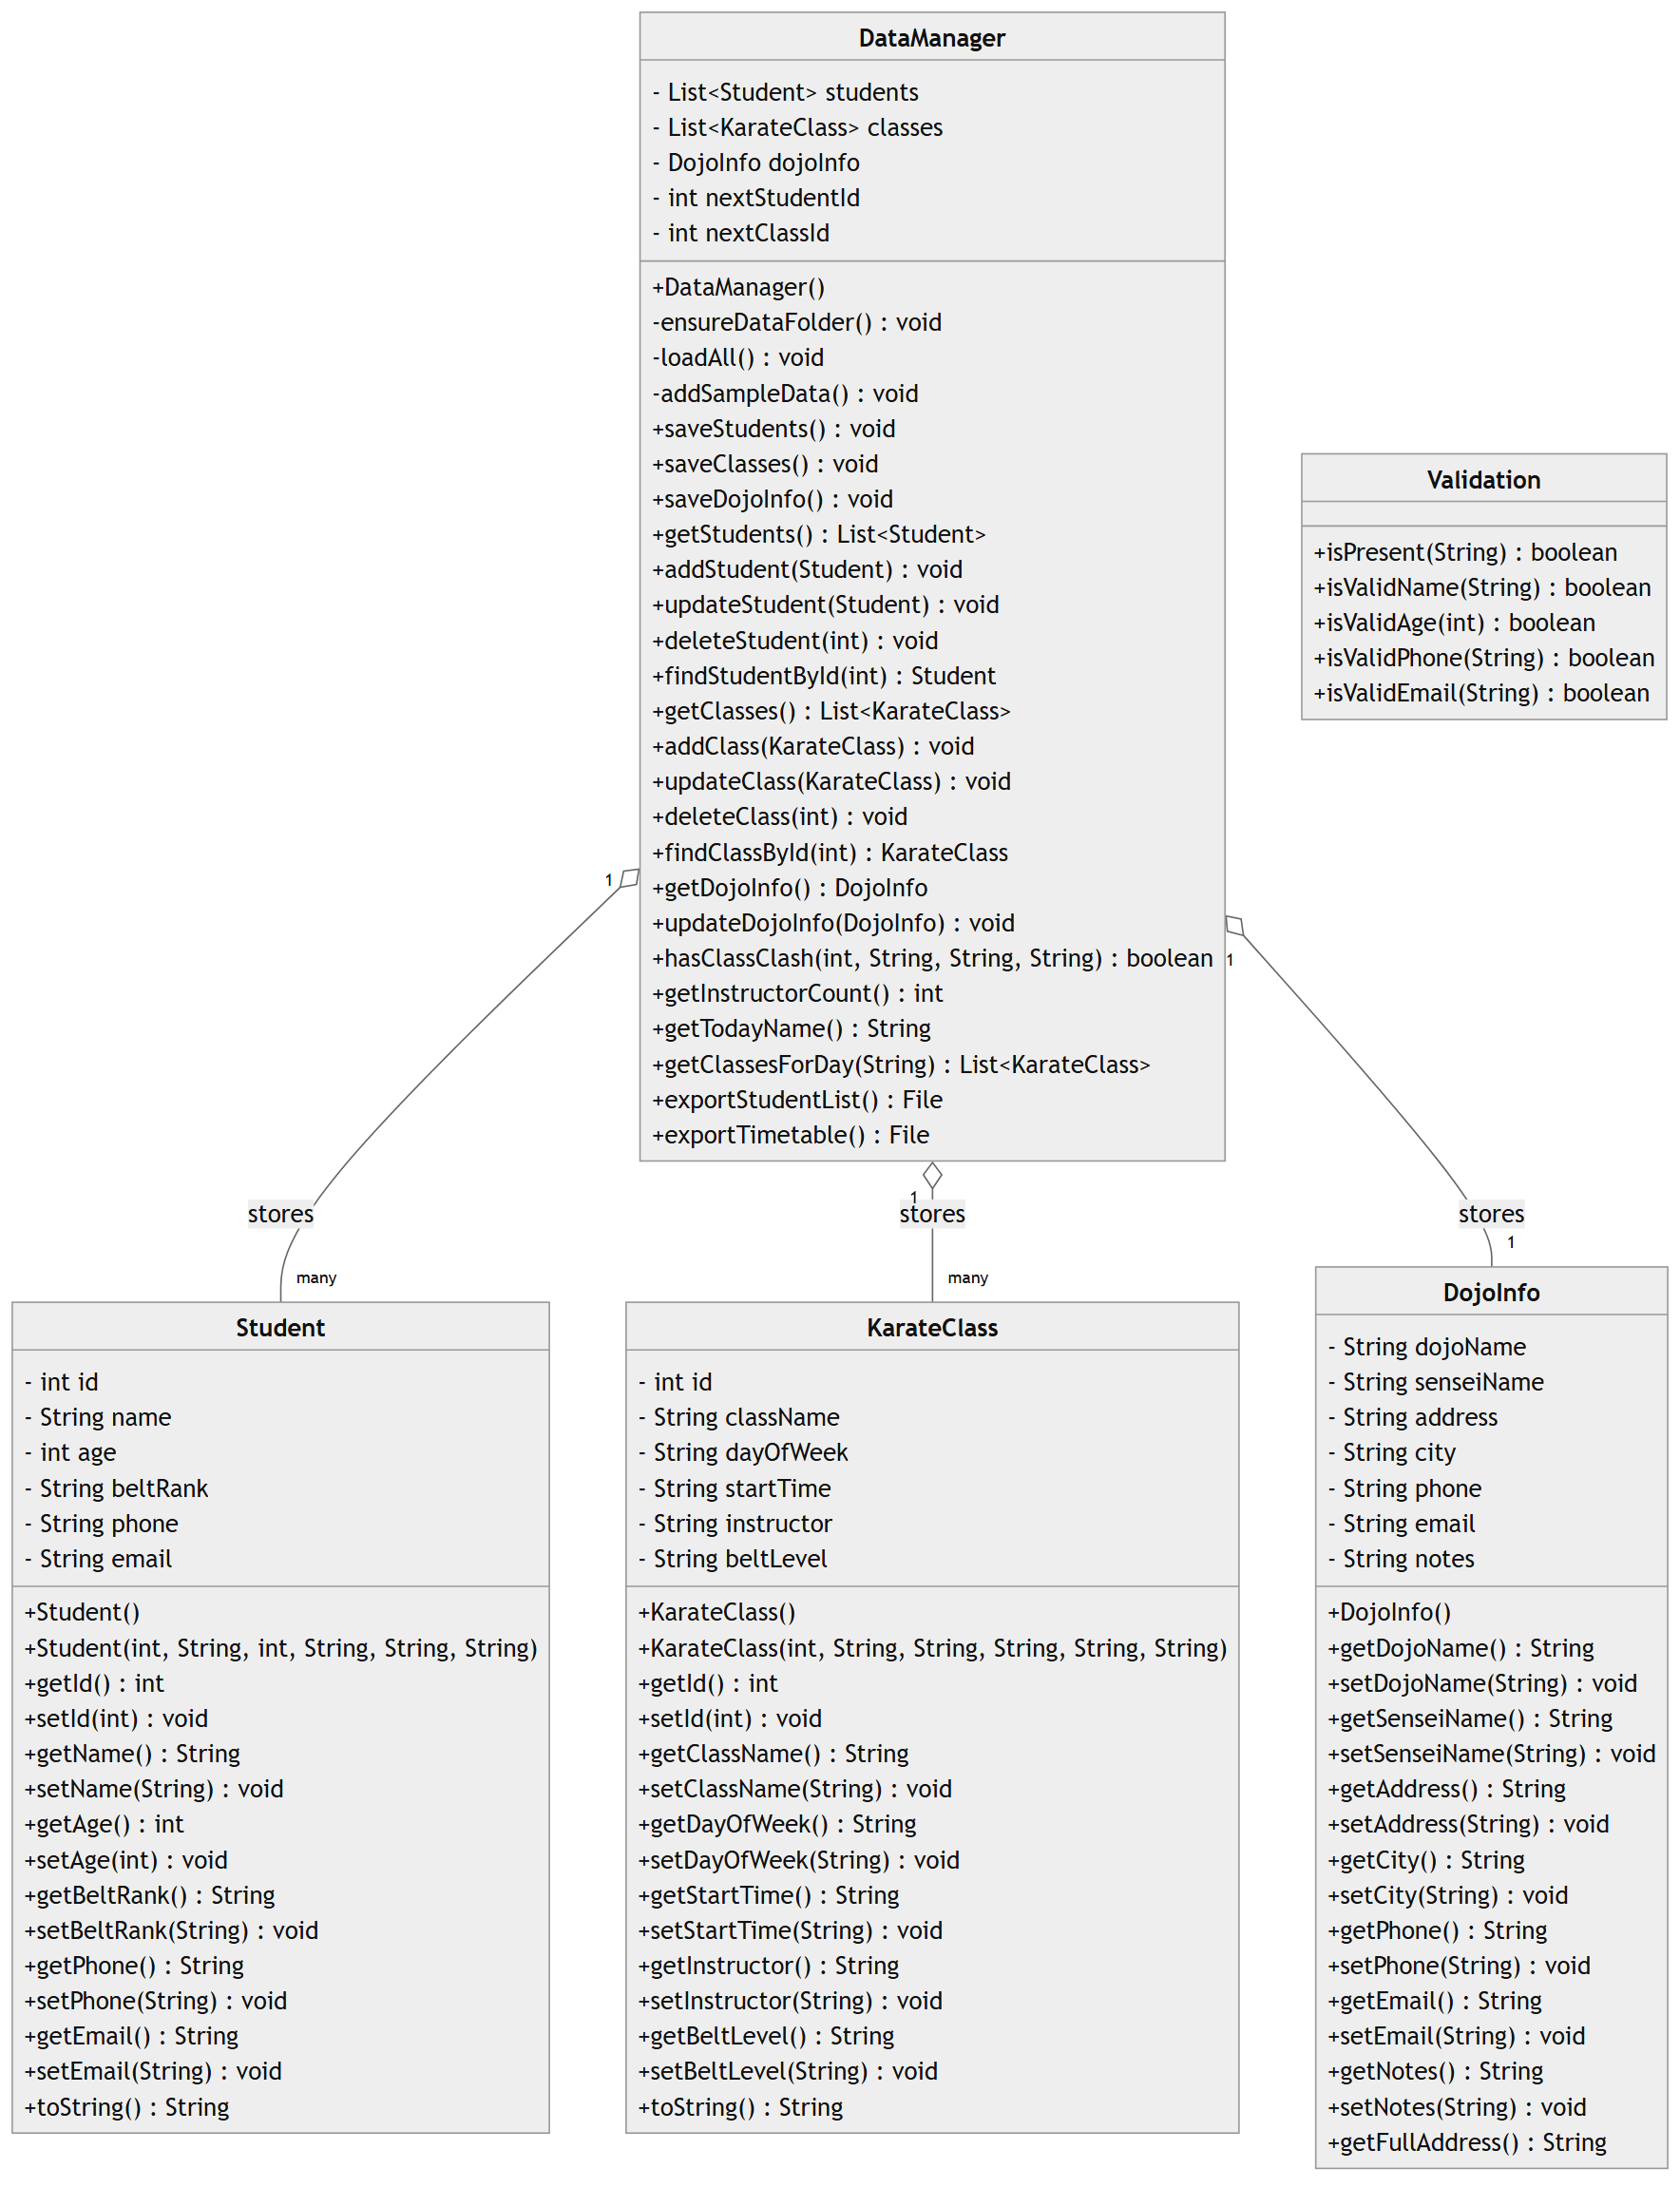 DataManager
- List<Student> students
- List<KarateClass> classes
- DojoInfo dojoInfo
- int nextStudentId
- int nextClassId
+DataManager()
-ensureDataFolder() : void
-loadAll() : void
-addSampleData() : void
+saveStudents() : void
+saveClasses() : void
+saveDojoInfo() : void
+getStudents() : List<Student>
+addStudent(Student) : void
+updateStudent(Student) : void
+deleteStudent(int) : void
+findStudentById(int) : Student
+getClasses() : List<KarateClass>
+addClass(KarateClass) : void
+updateClass(KarateClass) : void
+deleteClass(int) : void
+findClassById(int) : KarateClass
+getDojoInfo() : DojoInfo
+updateDojoInfo(DojoInfo) : void
+hasClassClash(int, String, String, String) : boolean
+getInstructorCount() : int
+getTodayName() : String
+getClassesForDay(String) : List<KarateClass>
+exportStudentList() : File
+exportTimetable() : File
Validation
+isPresent(String) : boolean
+isValidName(String) : boolean
+isValidAge(int) : boolean
+isValidPhone(String) : boolean
+isValidEmail(String) : boolean
1
stores
many
1
stores
many
1
stores
1
Student
- int id
- String name
- int age
- String beltRank
- String phone
- String email
+Student()
+Student(int, String, int, String, String, String)
+getId() : int
+setId(int) : void
+getName() : String
+setName(String) : void
+getAge() : int
+setAge(int) : void
+getBeltRank() : String
+setBeltRank(String) : void
+getPhone() : String
+setPhone(String) : void
+getEmail() : String
+setEmail(String) : void
+toString() : String
KarateClass
- int id
- String className
- String dayOfWeek
- String startTime
- String instructor
- String beltLevel
+KarateClass()
+KarateClass(int, String, String, String, String, String)
+getId() : int
+setId(int) : void
+getClassName() : String
+setClassName(String) : void
+getDayOfWeek() : String
+setDayOfWeek(String) : void
+getStartTime() : String
+setStartTime(String) : void
+getInstructor() : String
+setInstructor(String) : void
+getBeltLevel() : String
+setBeltLevel(String) : void
+toString() : String
DojoInfo
- String dojoName
- String senseiName
- String address
- String city
- String phone
- String email
- String notes
+DojoInfo()
+getDojoName() : String
+setDojoName(String) : void
+getSenseiName() : String
+setSenseiName(String) : void
+getAddress() : String
+setAddress(String) : void
+getCity() : String
+setCity(String) : void
+getPhone() : String
+setPhone(String) : void
+getEmail() : String
+setEmail(String) : void
+getNotes() : String
+setNotes(String) : void
+getFullAddress() : String